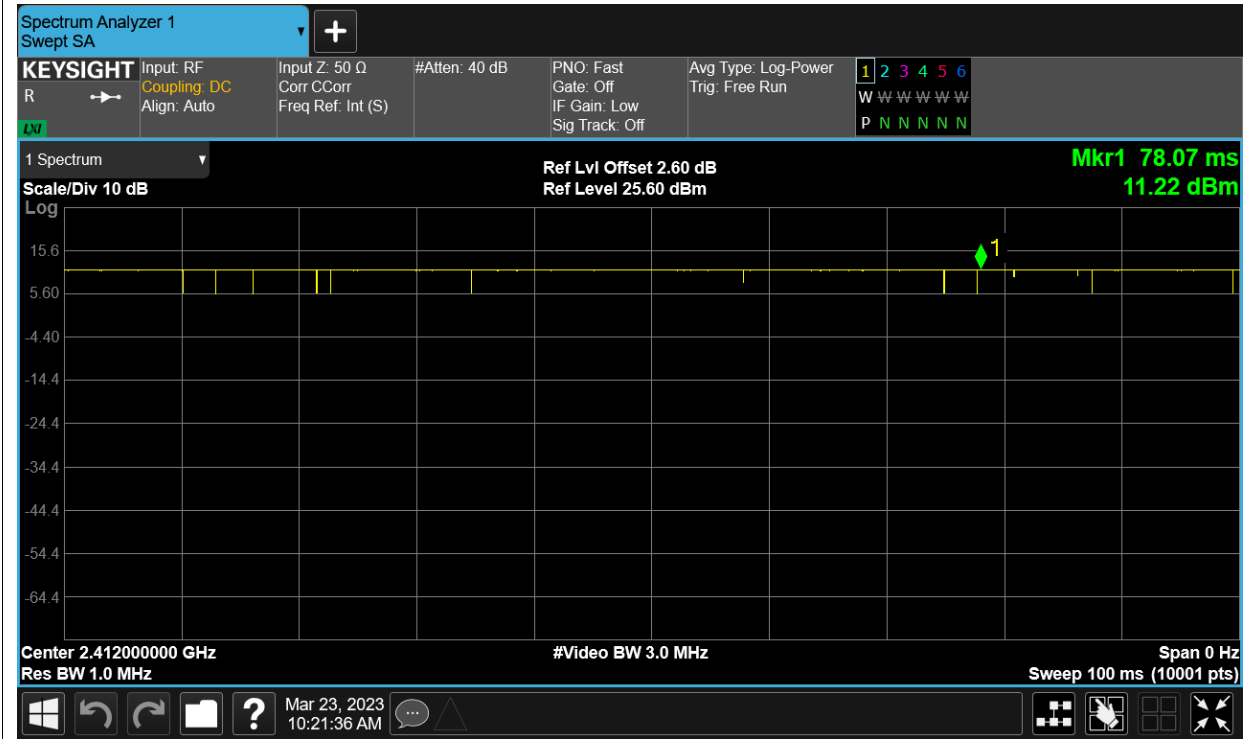 Spectrum Analyzer 1
Swept SA
KEYSIGHT
R
LXI
Input: RF
Coupling: DC
Align: Auto
Input Z: 50 Ω
Corr CCorr
Freq Ref: Int (S)
#Atten: 40 dB
PNO: Fast
Gate: Off
IF Gain: Low
Sig Track: Off
Avg Type: Log-Power
Trig: Free Run
1 2 3 4 5 6
W W W W W W
P N N N N N
1 Spectrum
Scale/Div 10 dB
Log
Ref Lvl Offset 2.60 dB
Ref Level 25.60 dBm
Mkr1 78.07 ms
11.22 dBm
1
15.6
5.60
-4.40
-14.4
-24.4
-34.4
-44.4
-54.4
-64.4
Center 2.412000000 GHz
Res BW 1.0 MHz
#Video BW 3.0 MHz
Span 0 Hz
Sweep 100 ms (10001 pts)
?
Mar 23, 2023
10:21:36 AM